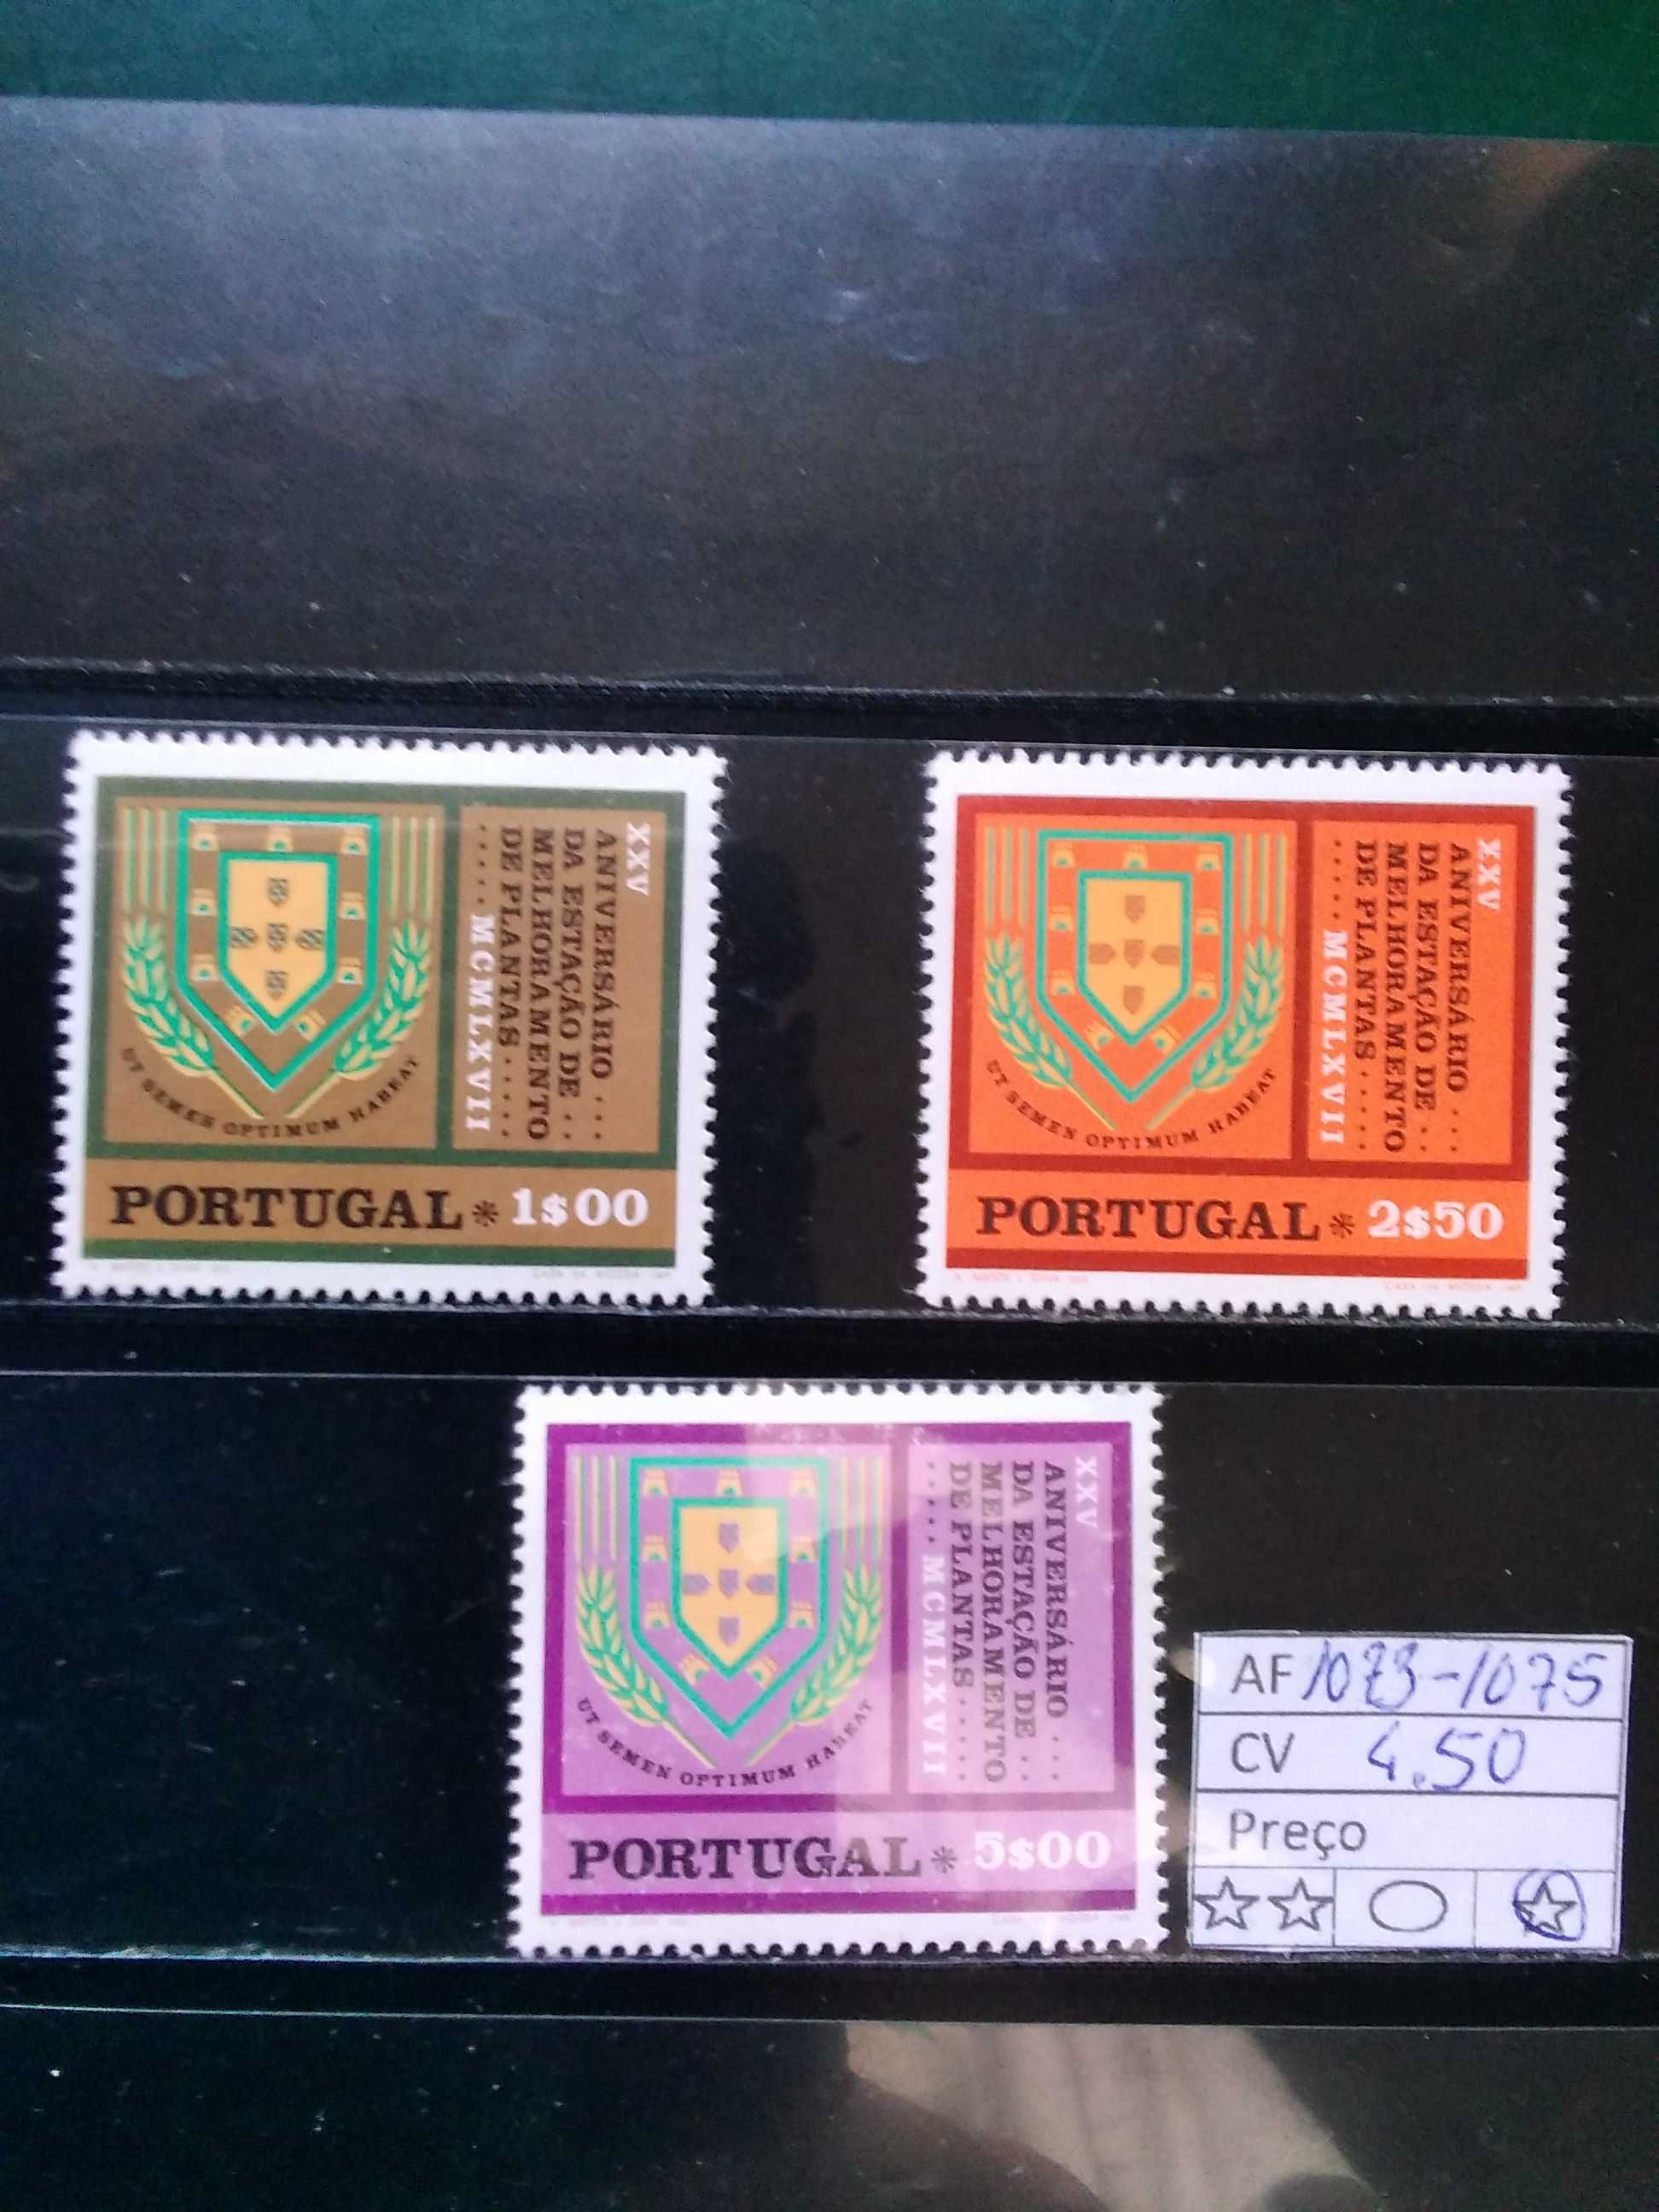 XXV
ANIVERSÁRIO ...
DA ESTAÇÃO DE ..
MELHORAMENTO
DE PLANTAS.....
..... MCMLXVII
UT SEMEN OPTIMUM HABEAT
PORTUGAL * 1$00
XXV
ANIVERSÁRIO ...
DA ESTAÇÃO DE ..
MELHORAMENTO
DE PLANTAS.....
..... MCMLXVII
UT SEMEN OPTIMUM HABEAT
PORTUGAL * 2$50
XXV
ANIVERSÁRIO ...
DA ESTAÇÃO DE ..
MELHORAMENTO
DE PLANTAS.....
..... MCMLXVII
UT SEMEN OPTIMUM HABEAT
PORTUGAL * 5$00
AF 1073-1075
CV 4.50
Preço